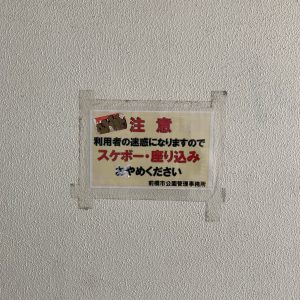 注意
利用者の迷惑になりますので
スケボー・座り込み
おやめください
前橋市公園管理事務所